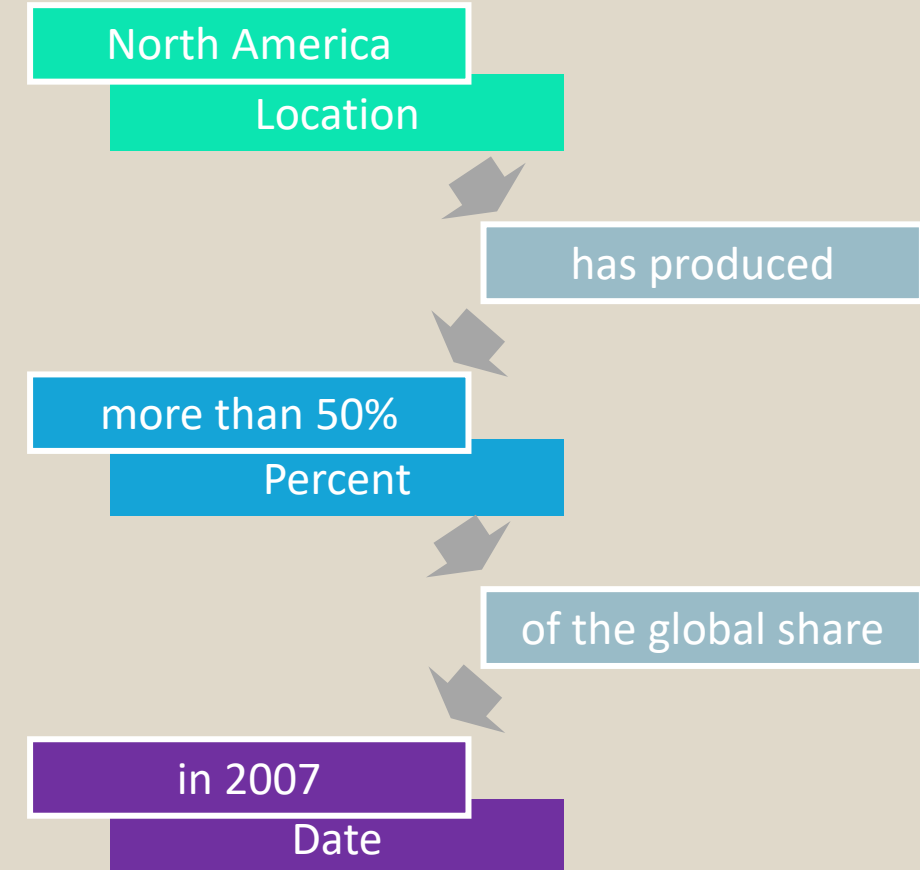 North America
Location
has produced
more than 50%
Percent
of the global share
in 2007
Date